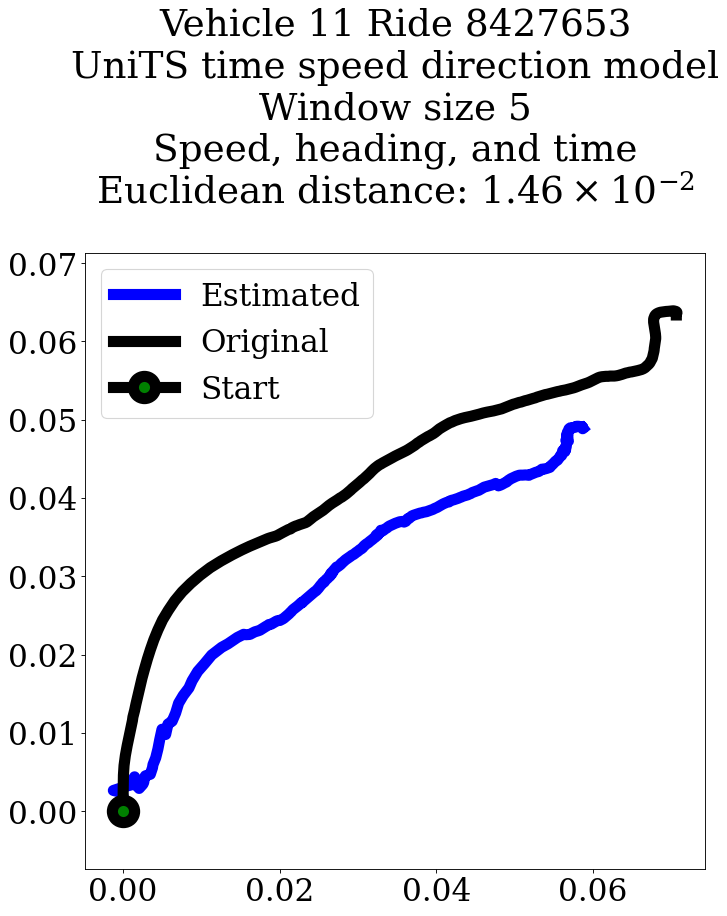 Vehicle 11 Ride 8427653
UniTS time speed direction model
Window size 5
Speed, heading, and time
Euclidean distance: 1.46 × 10⁻²
0.07
0.06
0.05
0.04
0.03
0.02
0.01
0.00
Estimated
Original
Start
0.00 0.02 0.04 0.06